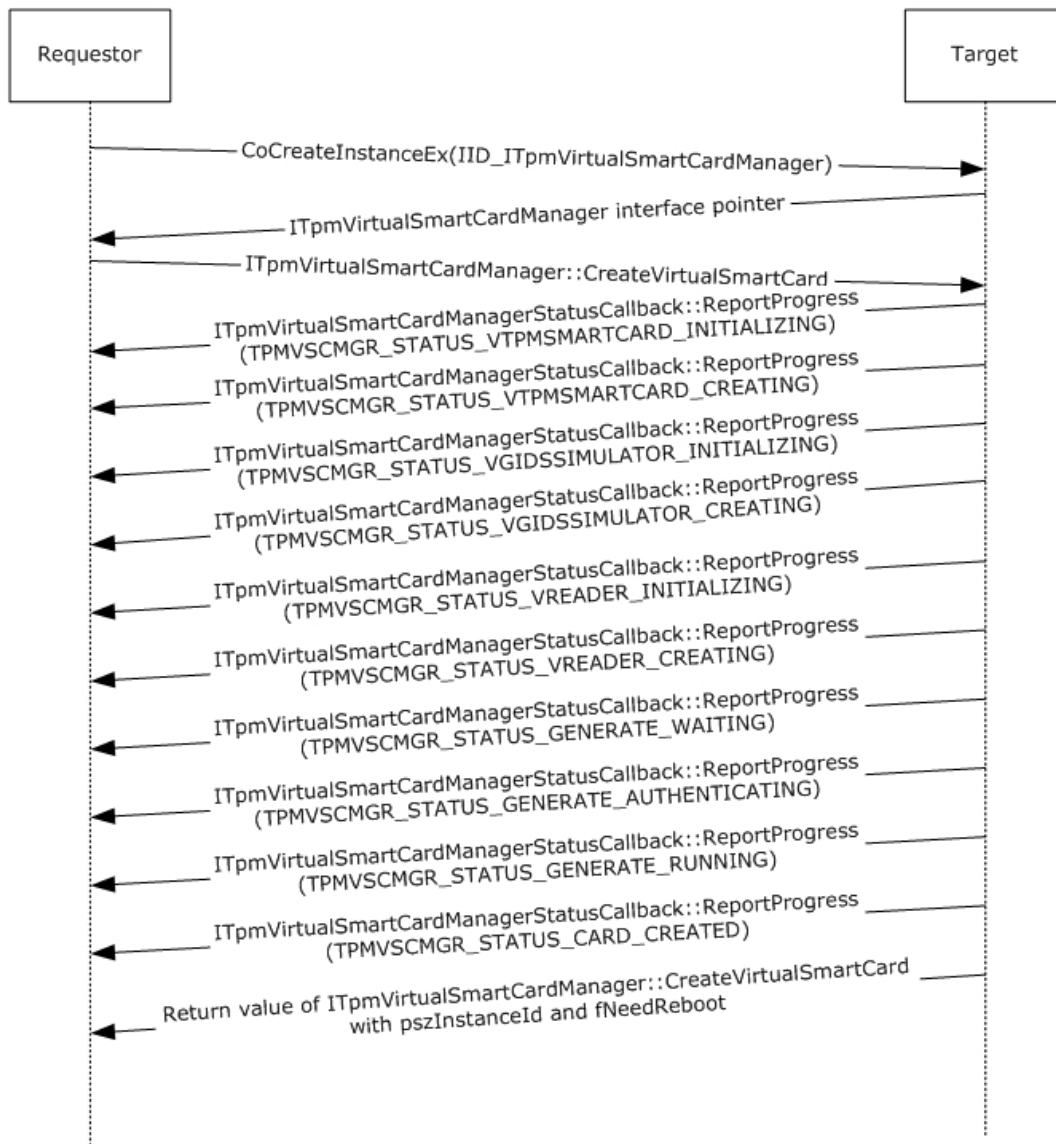 Requestor
Target
CoCreateInstanceEx(IID_ITpmVirtualSmartCardManager)
ITpmVirtualSmartCardManager interface pointer
ITpmVirtualSmartCardManager::CreateVirtualSmartCard
ITpmVirtualSmartCardManagerStatusCallback::ReportProgress
(TPMVSCMGR_STATUS_VTPMSMARTCARD_INITIALIZING)
ITpmVirtualSmartCardManagerStatusCallback::ReportProgress
(TPMVSCMGR_STATUS_VTPMSMARTCARD_CREATING)
ITpmVirtualSmartCardManagerStatusCallback::ReportProgress
(TPMVSCMGR_STATUS_VGIDSSIMULATOR_INITIALIZING)
ITpmVirtualSmartCardManagerStatusCallback::ReportProgress
(TPMVSCMGR_STATUS_VGIDSSIMULATOR_CREATING)
ITpmVirtualSmartCardManagerStatusCallback::ReportProgress
(TPMVSCMGR_STATUS_VREADER_INITIALIZING)
ITpmVirtualSmartCardManagerStatusCallback::ReportProgress
(TPMVSCMGR_STATUS_VREADER_CREATING)
ITpmVirtualSmartCardManagerStatusCallback::ReportProgress
(TPMVSCMGR_STATUS_GENERATE_WAITING)
ITpmVirtualSmartCardManagerStatusCallback::ReportProgress
(TPMVSCMGR_STATUS_GENERATE_AUTHENTICATING)
ITpmVirtualSmartCardManagerStatusCallback::ReportProgress
(TPMVSCMGR_STATUS_GENERATE_RUNNING)
ITpmVirtualSmartCardManagerStatusCallback::ReportProgress
(TPMVSCMGR_STATUS_CARD_CREATED)
Return value of ITpmVirtualSmartCardManager::CreateVirtualSmartCard
with pszInstanceId and fNeedReboot